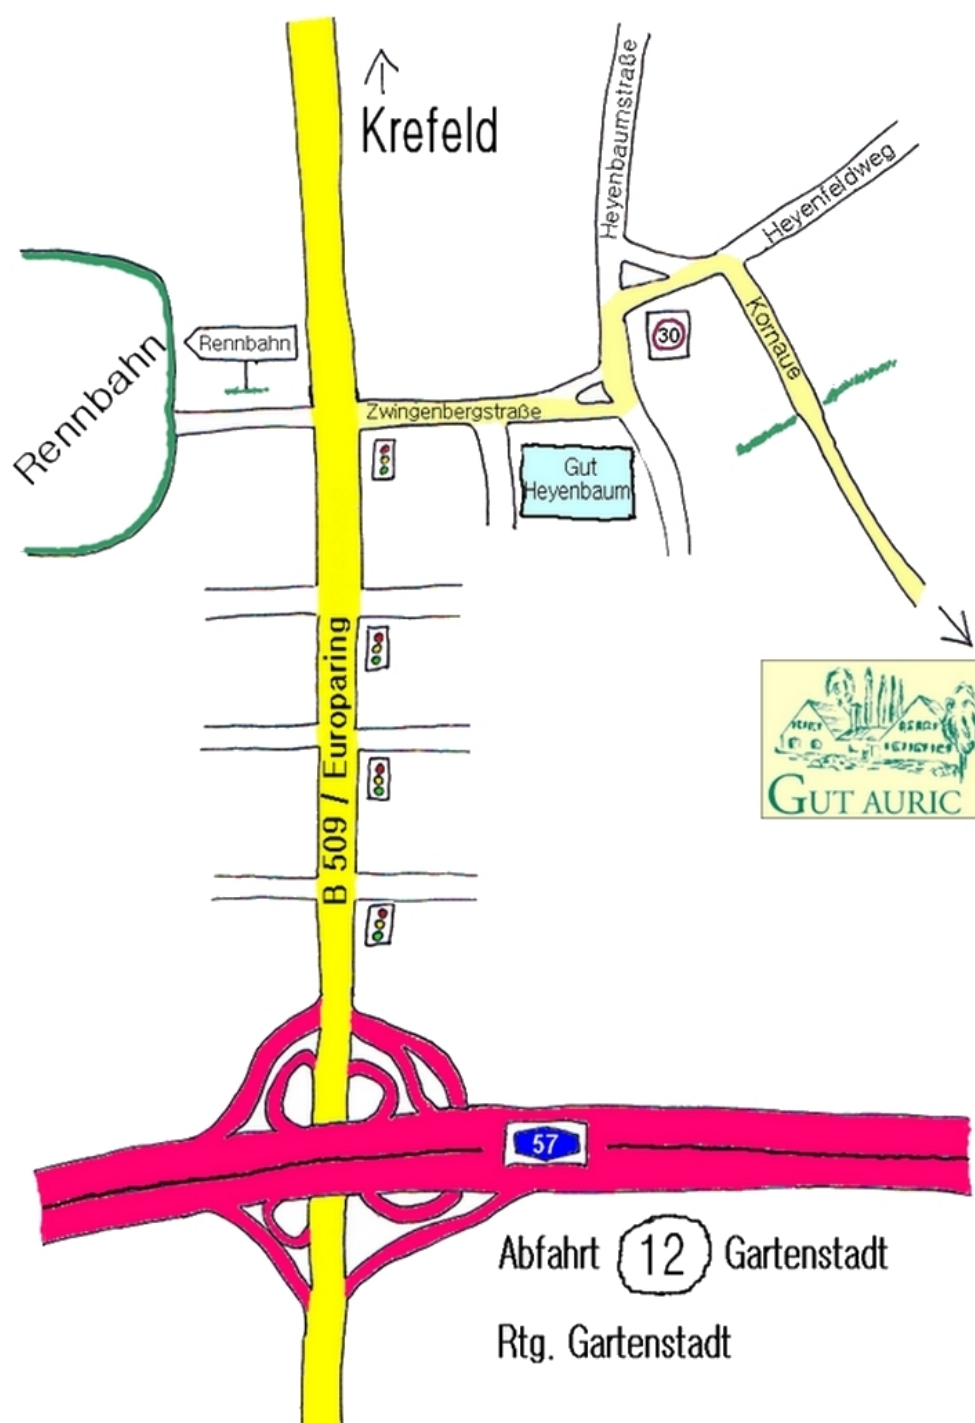 Krefeld
Heyenbaumstraße
Heyenfeldweg
Rennbahn
Rennbahn
30
Kornaue
Zwingenbergstraße
Gut
Heyenbaum
B 509 / Europaring
GUT AURIC
57
Abfahrt 12 Gartenstadt
Rtg. Gartenstadt